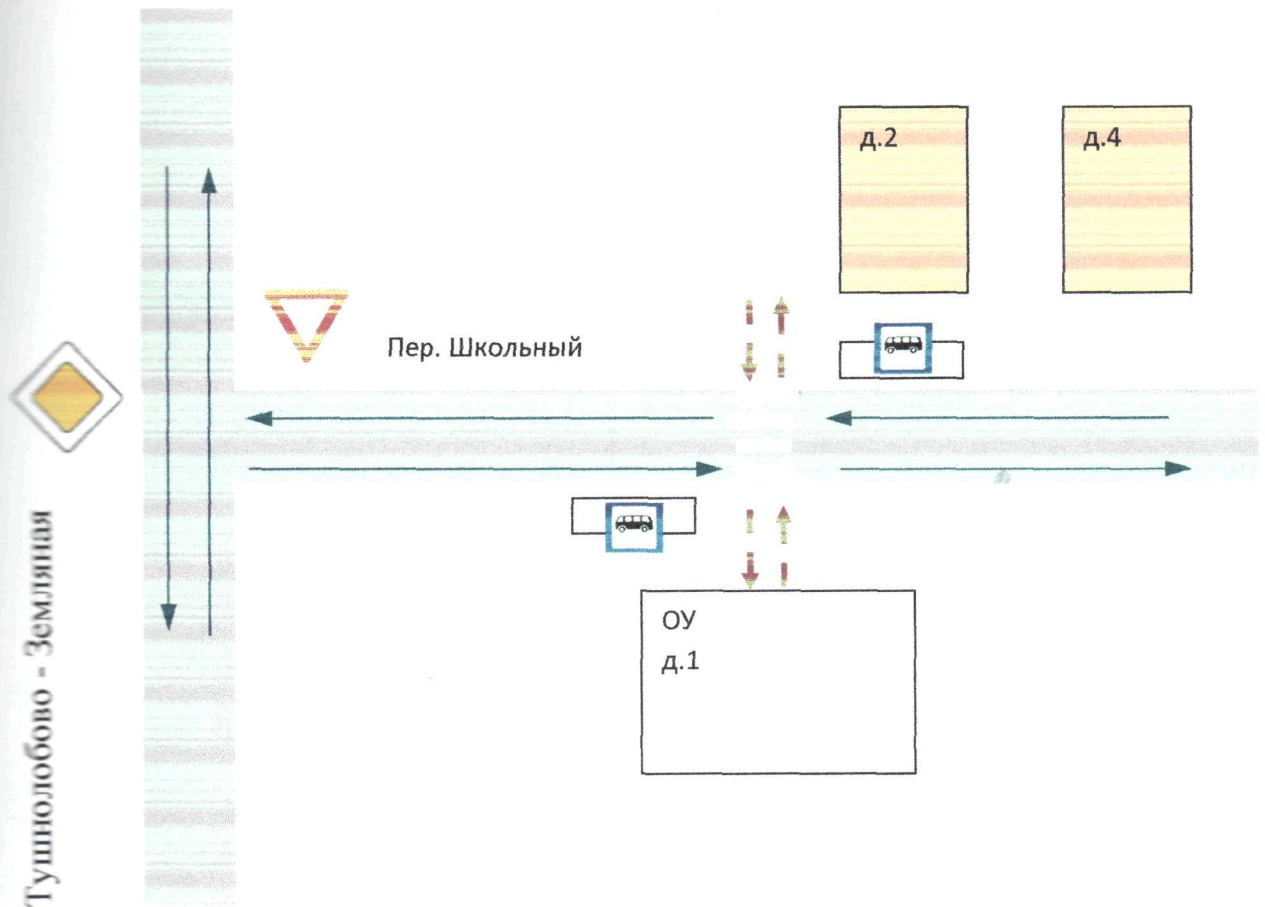 д.2
д.4
Пер. Школьный
Тушнолобово - Земляная
ОУ
д.1